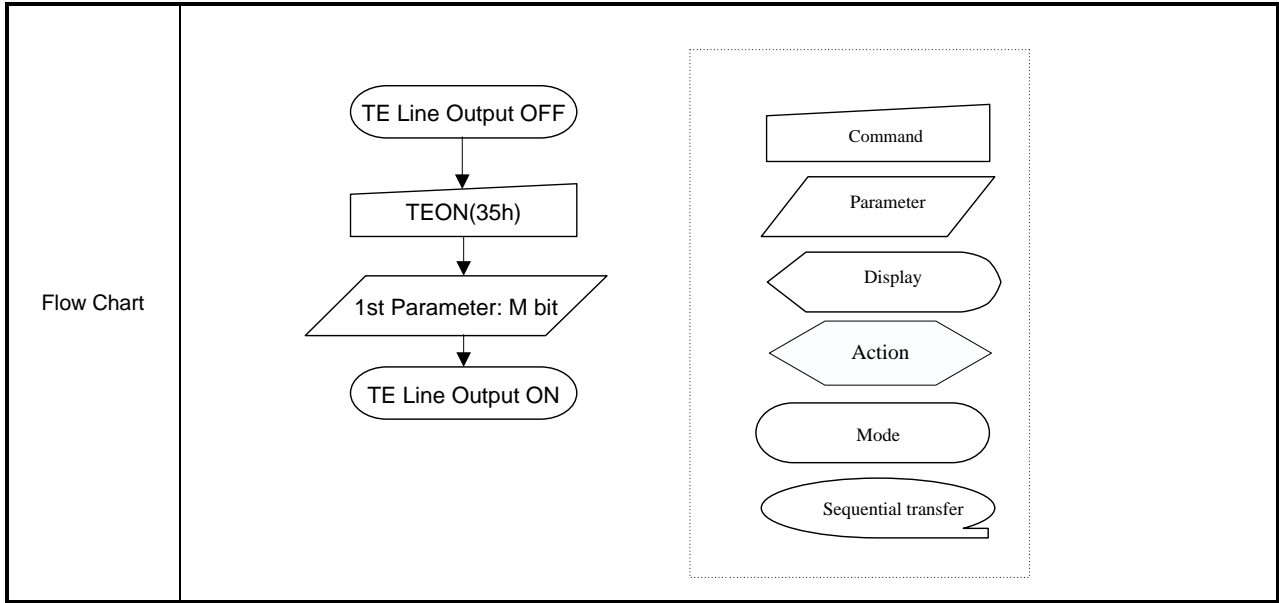 Flow Chart
TE Line Output OFF
TEON(35h)
1st Parameter: M bit
TE Line Output ON
Command
Parameter
Display
Action
Mode
Sequential transfer